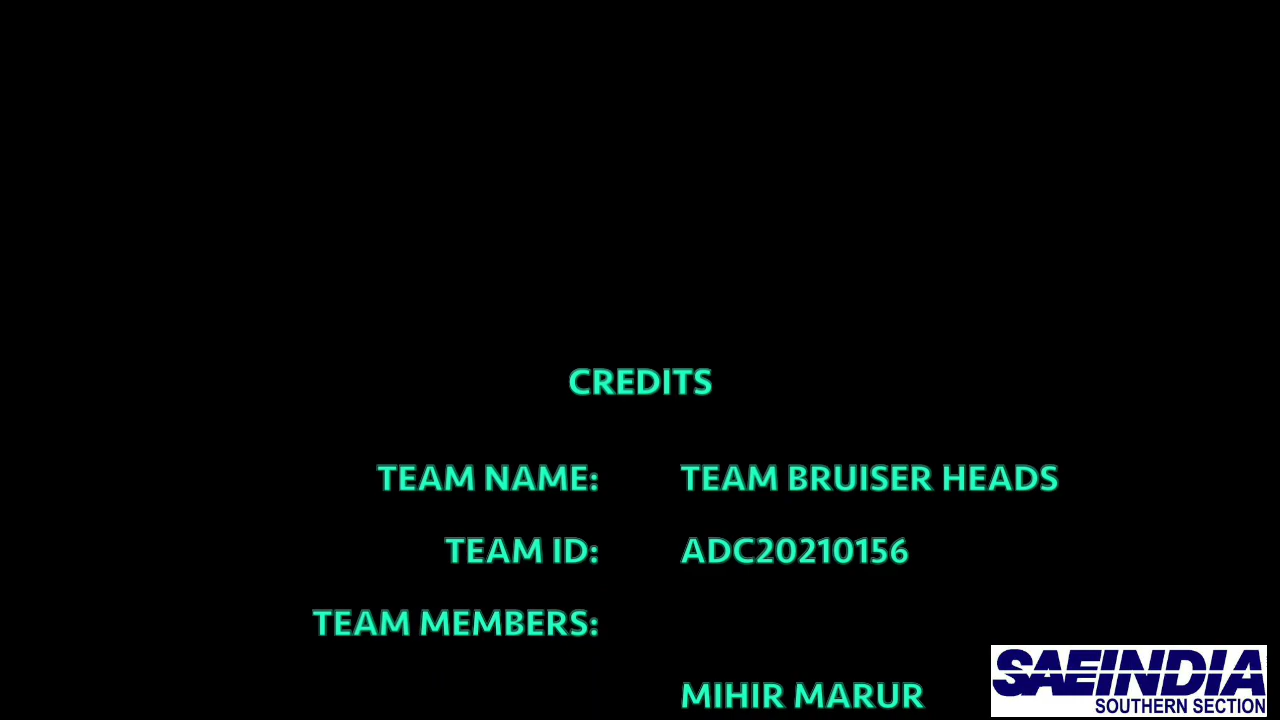 CREDITS
TEAM NAME: TEAM BRUISER HEADS
TEAM ID: ADC20210156
TEAM MEMBERS:
MIHIR MARUR
SAEINDIA
SOUTHERN SECTION